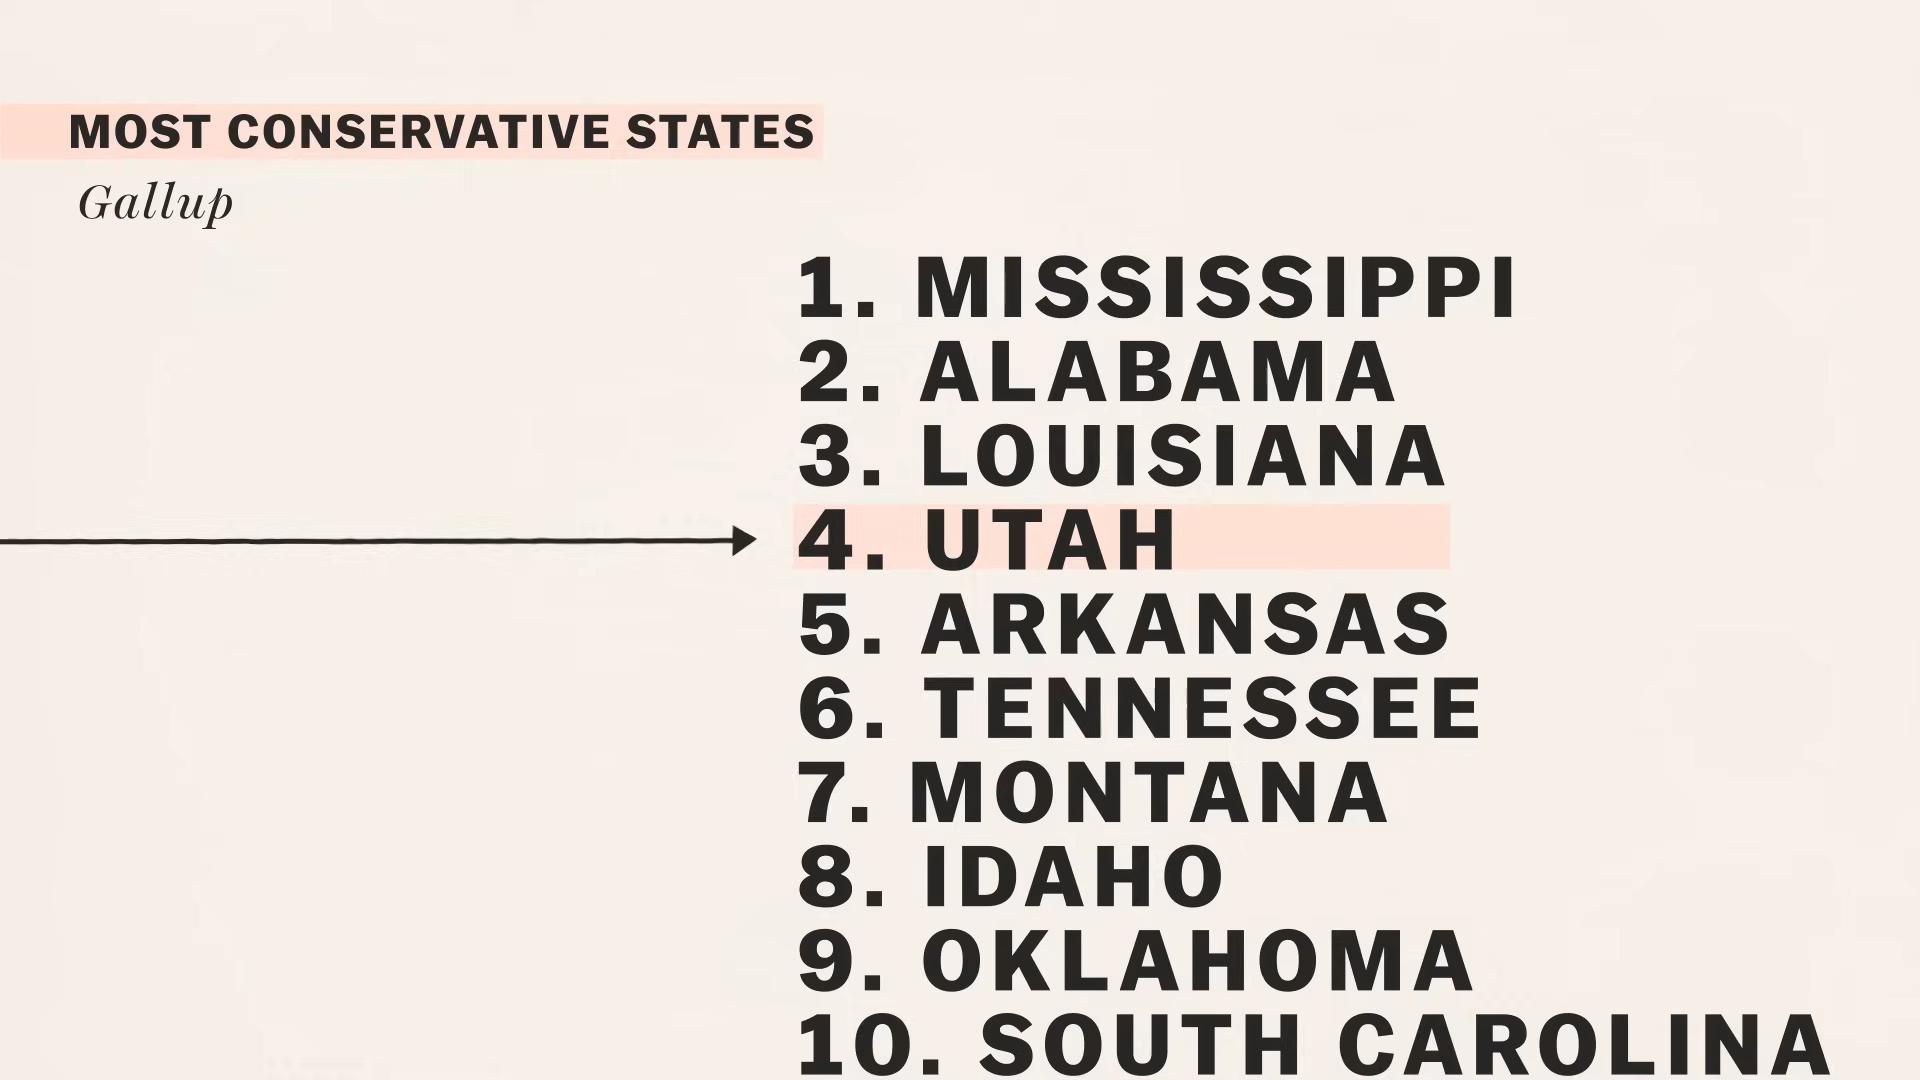 MOST CONSERVATIVE STATES
Gallup
1. MISSISSIPPI
2. ALABAMA
3. LOUISIANA
4. UTAH
5. ARKANSAS
6. TENNESSEE
7. MONTANA
8. IDAHO
9. OKLAHOMA
10. SOUTH CAROLINA